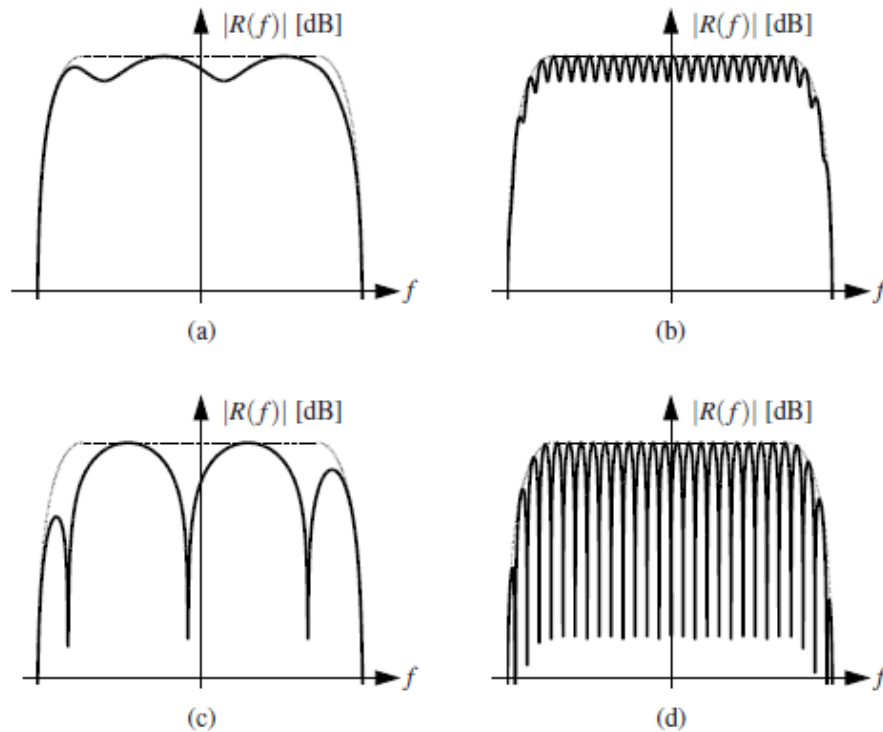 |R(f)| [dB]
|R(f)| [dB]
f
f
(a)
(b)
|R(f)| [dB]
|R(f)| [dB]
f
f
(c)
(d)